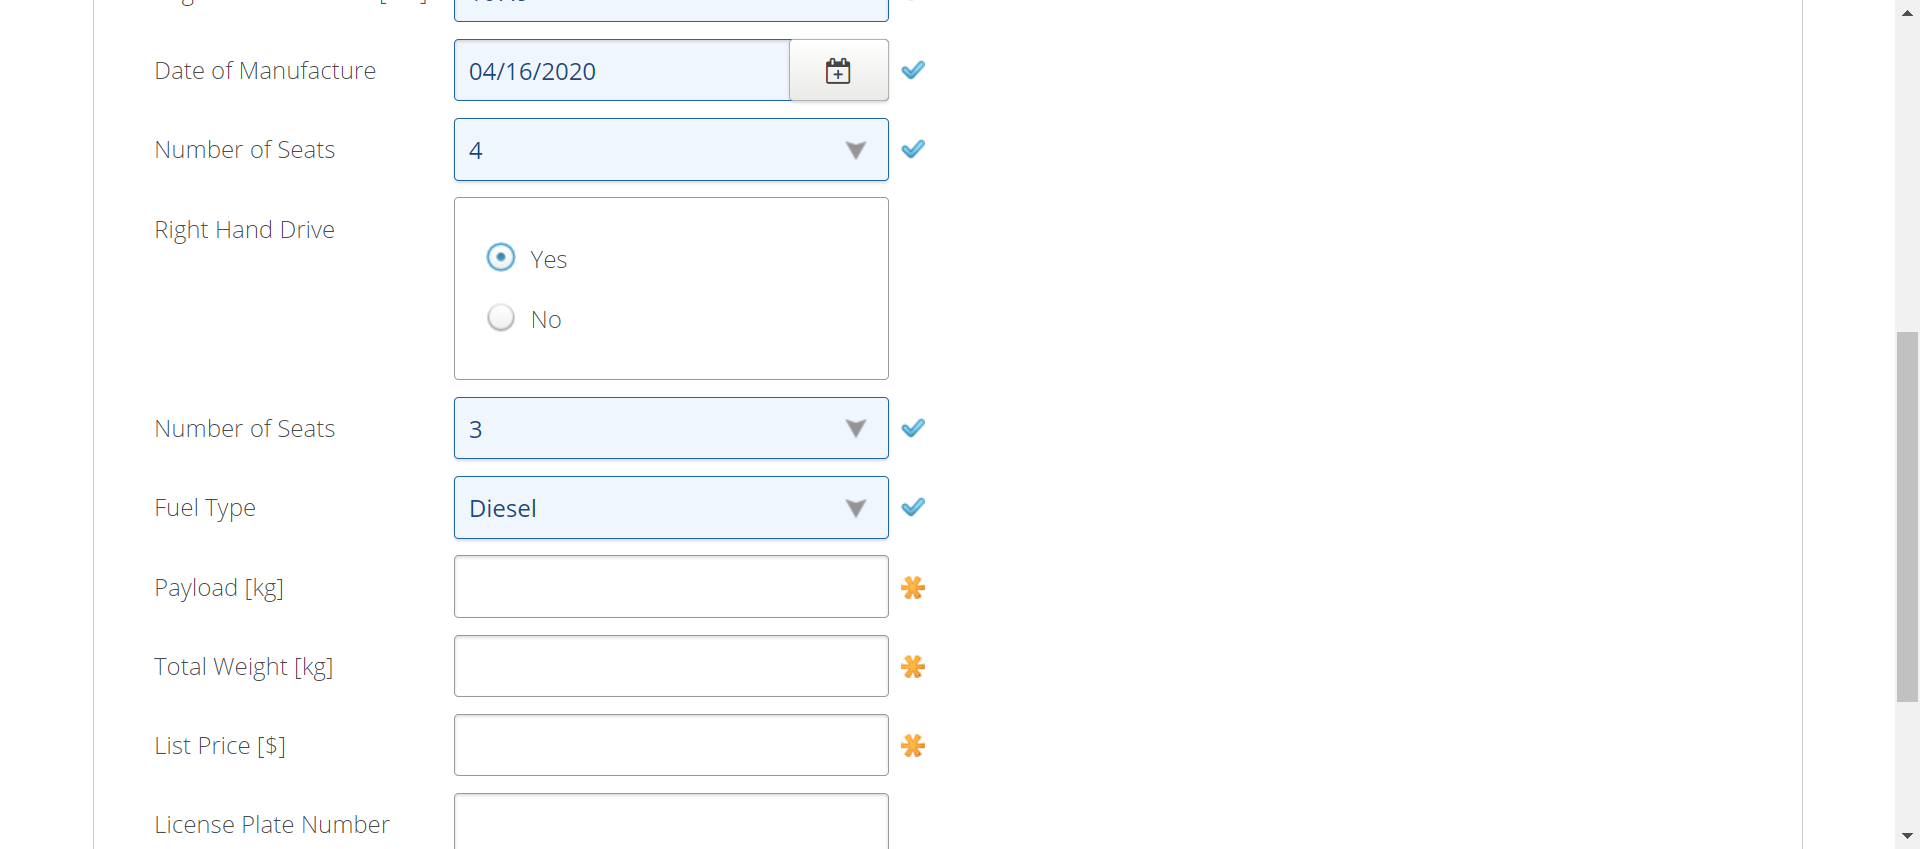 Date of Manufacture 04/16/2020
Number of Seats 4
Right Hand Drive
Yes
No
Number of Seats 3
Fuel Type Diesel
Payload [kg]
Total Weight [kg]
List Price [$]
License Plate Number